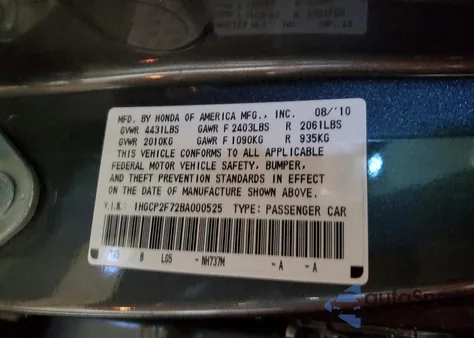 MFD. BY HONDA OF AMERICA MFG., INC. 08/'10
GVWR 4431LBS GAWR F 2403LBS R 2061LBS
GVWR 2010KG GAWR F 1090KG R 935KG
THIS VEHICLE CONFORMS TO ALL APPLICABLE
FEDERAL MOTOR VEHICLE SAFETY, BUMPER,
AND THEFT PREVENTION STANDARDS IN EFFECT
ON THE DATE OF MANUFACTURE SHOWN ABOVE.
V.I.N.: 1HGCP2F72BA000525 TYPE: PASSENGER CAR
B L05 - NH737M - A - A